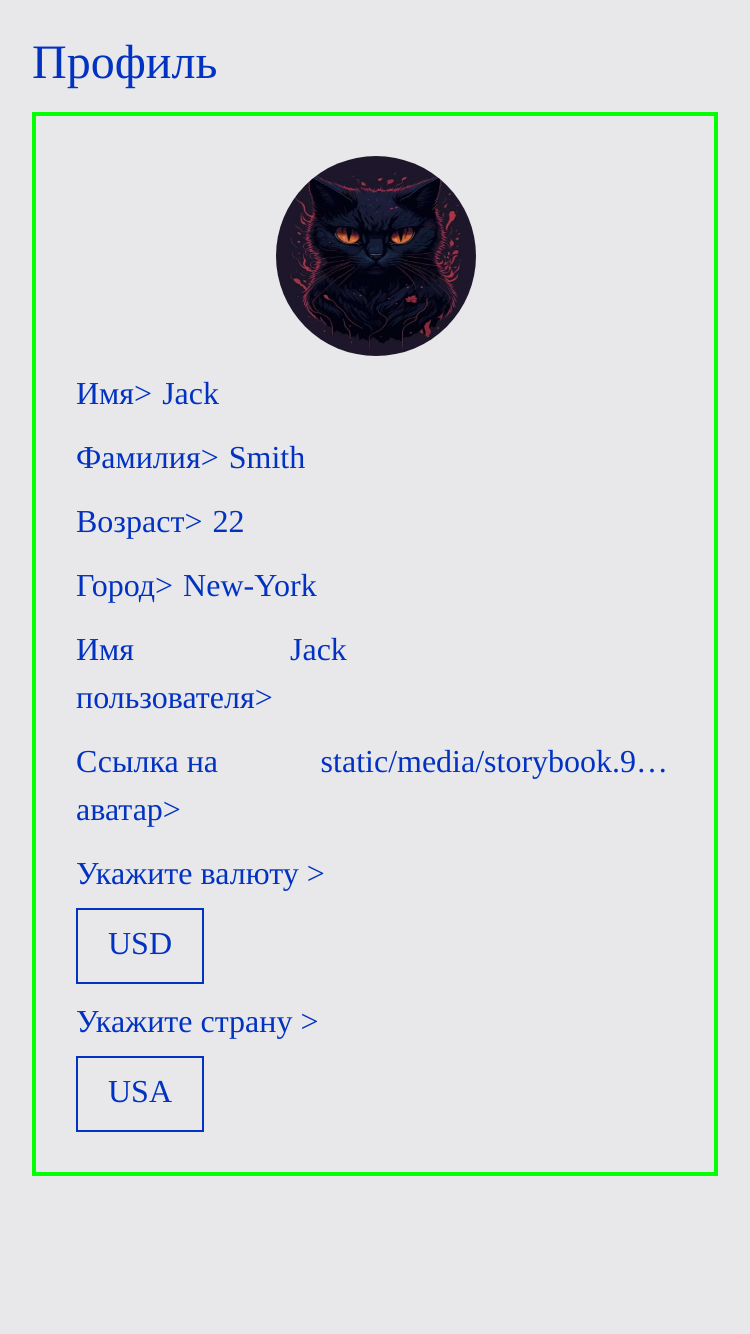 Профиль
Имя> Jack
Фамилия> Smith
Возраст> 22
Город> New-York
Имя Jack
пользователя>
Ссылка на static/media/storybook.9…
аватар>
Укажите валюту >
USD
Укажите страну >
USA